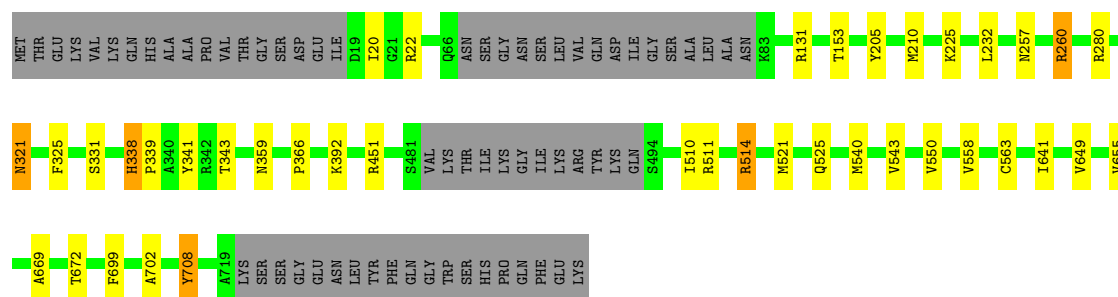 MET THR GLU LYS VAL LYS GLN HIS ALA ALA PRO VAL THR GLY SER ASP GLU ILE D19 I20 G21 R22 Q66 ASN SER GLY ASN SER LEU VAL GLN ASP ILE GLY SER ALA LEU ALA ASN K83 R131 T153 Y205 M210 K225 L232 N257 R260 R280
N321 F325 S331 H338 P339 A340 Y341 R342 T343 N359 P366 K392 R451 S481 VAL LYS THR ILE LYS GLY ILE LYS ARG TYR LYS GLN S494 I510 R511 R514 M521 Q525 M540 V543 V550 V558 C563 I641 V649 V655
A669 T672 F699 A702 Y708 A719 LYS SER SER GLY GLU ASN LEU TYR PHE GLN GLY TRP SER HIS PRO GLN PHE GLU LYS